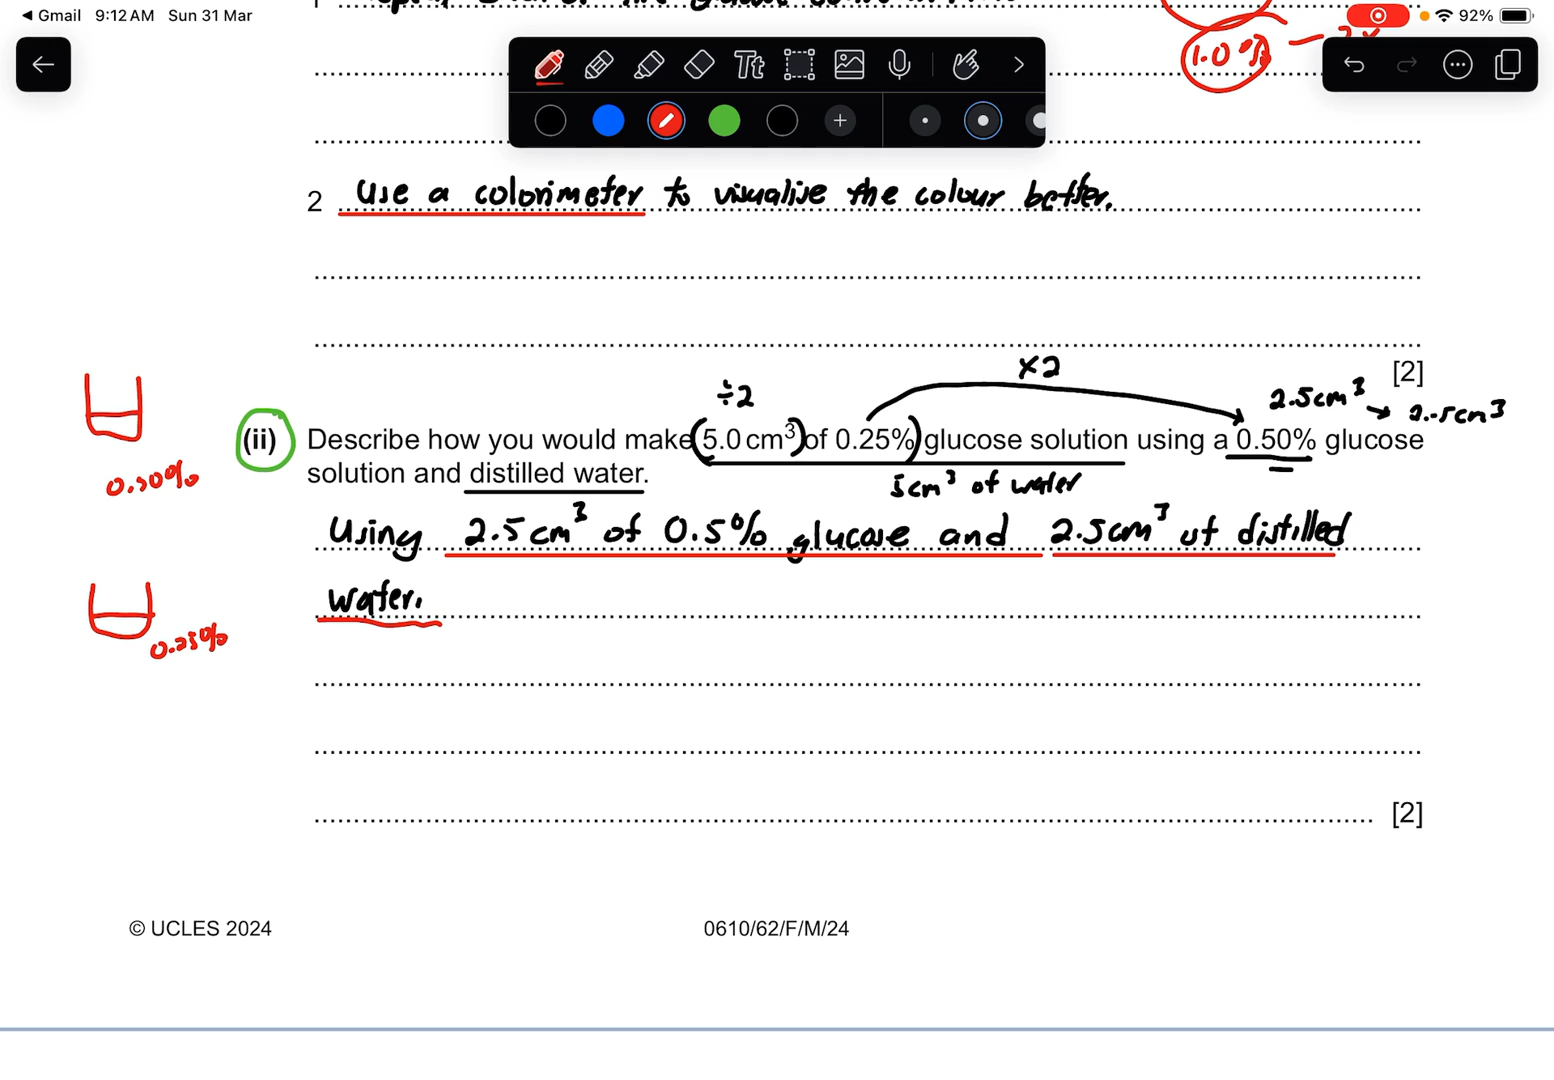 Gmail 9:12 AM Sun 31 Mar 92%
1.0%
Tt
2 Use a colorimeter to visualise the colour better.
×2
[2]
÷2
2.5cm³ → 2.5cm³
(ii) Describe how you would make 5.0 cm³ of 0.25% glucose solution using a 0.50% glucose
solution and distilled water.
0.50%
5cm³ of water
Using 2.5cm³ of 0.5% glucose and 2.5cm³ of distilled
water.
0.25%
[2]
© UCLES 2024 0610/62/F/M/24